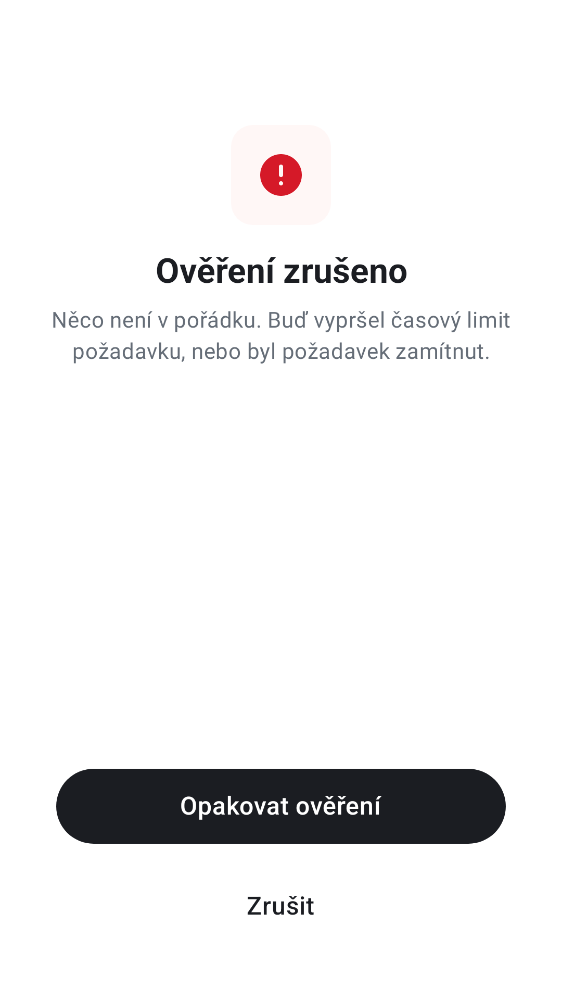 Ověření zrušeno
Něco není v pořádku. Buď vypršel časový limit
požadavku, nebo byl požadavek zamítnut.
Opakovat ověření
Zrušit